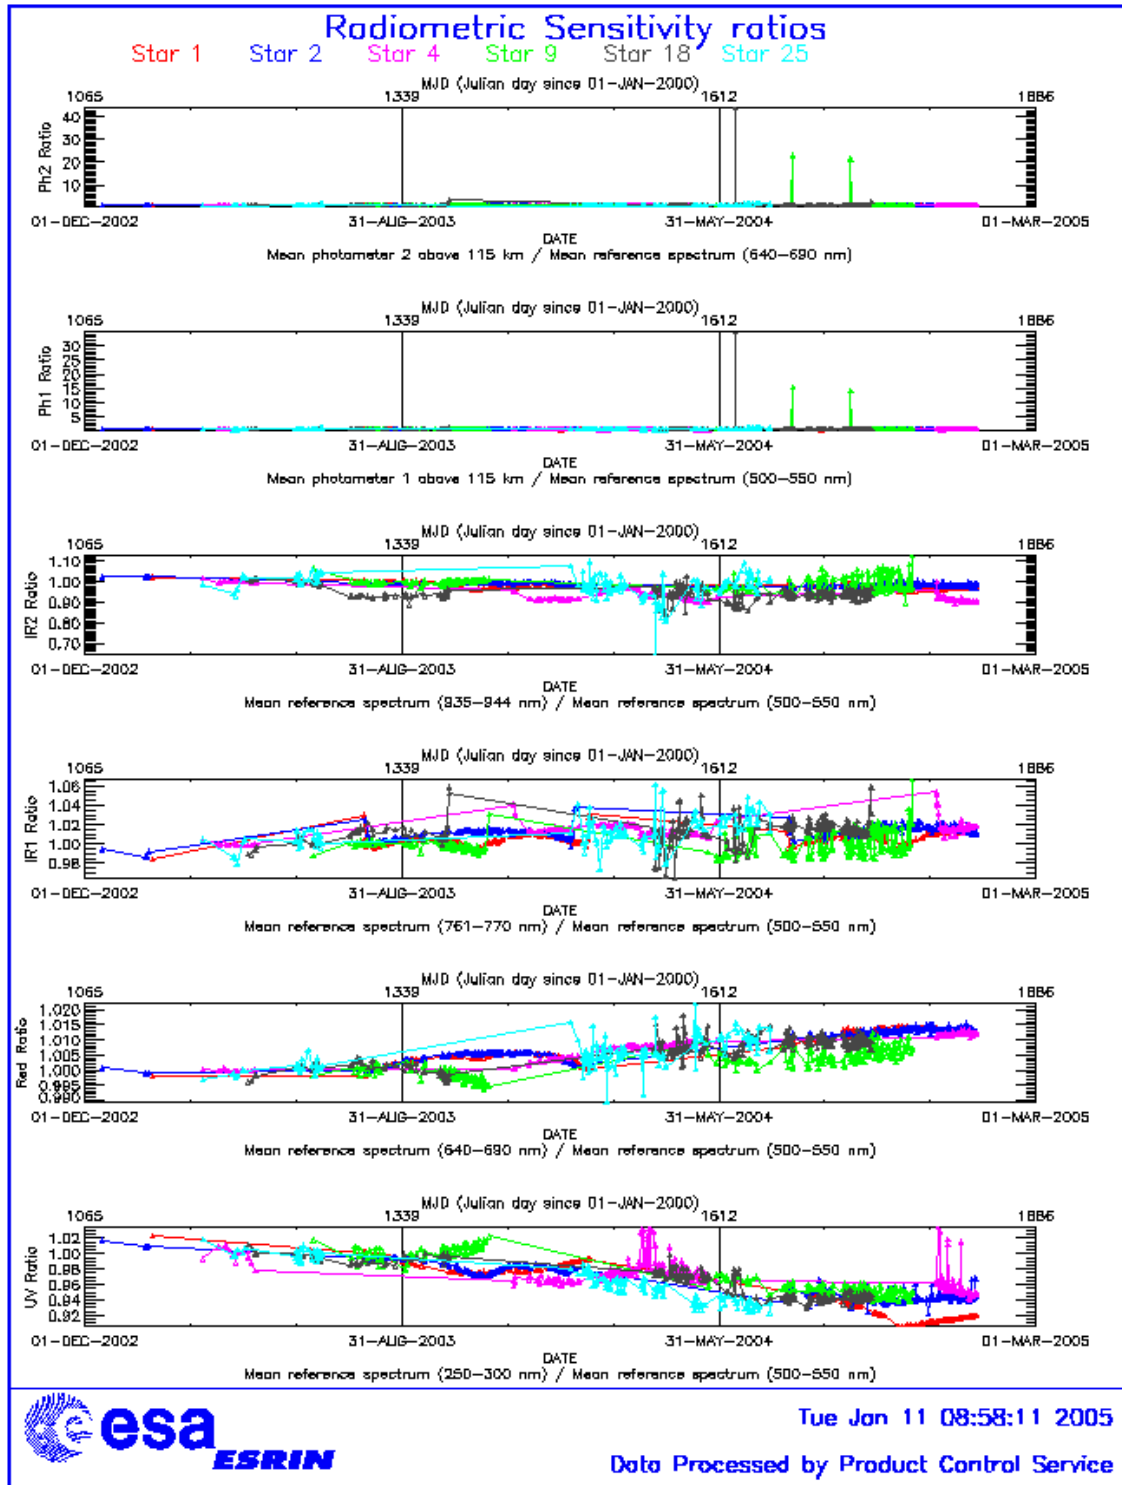 Radiometric Sensitivity ratios
Star 1 Star 2 Star 4 Star 9 Star 18 Star 25
MJD (Julian day since 01-JAN-2000)
1065 1339 1612 1886
Ph2 Ratio
40
30
20
10
01-DEC-2002 31-AUG-2003 31-MAY-2004 01-MAR-2005
DATE
Mean photometer 2 above 115 km / Mean reference spectrum (640-690 nm)
MJD (Julian day since 01-JAN-2000)
1065 1339 1612 1886
Ph1 Ratio
30
25
20
15
10
5
01-DEC-2002 31-AUG-2003 31-MAY-2004 01-MAR-2005
DATE
Mean photometer 1 above 115 km / Mean reference spectrum (500-550 nm)
MJD (Julian day since 01-JAN-2000)
1065 1339 1612 1886
IR2 Ratio
1.10
1.00
0.90
0.80
0.70
01-DEC-2002 31-AUG-2003 31-MAY-2004 01-MAR-2005
DATE
Mean reference spectrum (935-944 nm) / Mean reference spectrum (500-550 nm)
MJD (Julian day since 01-JAN-2000)
1065 1339 1612 1886
IR1 Ratio
1.06
1.04
1.02
1.00
0.98
01-DEC-2002 31-AUG-2003 31-MAY-2004 01-MAR-2005
DATE
Mean reference spectrum (761-770 nm) / Mean reference spectrum (500-550 nm)
MJD (Julian day since 01-JAN-2000)
1065 1339 1612 1886
Red Ratio
1.020
1.015
1.010
1.005
1.000
0.995
0.990
01-DEC-2002 31-AUG-2003 31-MAY-2004 01-MAR-2005
DATE
Mean reference spectrum (640-690 nm) / Mean reference spectrum (500-550 nm)
MJD (Julian day since 01-JAN-2000)
1065 1339 1612 1886
UV Ratio
1.02
1.00
0.98
0.96
0.94
0.92
01-DEC-2002 31-AUG-2003 31-MAY-2004 01-MAR-2005
DATE
Mean reference spectrum (250-300 nm) / Mean reference spectrum (500-550 nm)
esa
ESRIN
Tue Jan 11 08:58:11 2005
Data Processed by Product Control Service